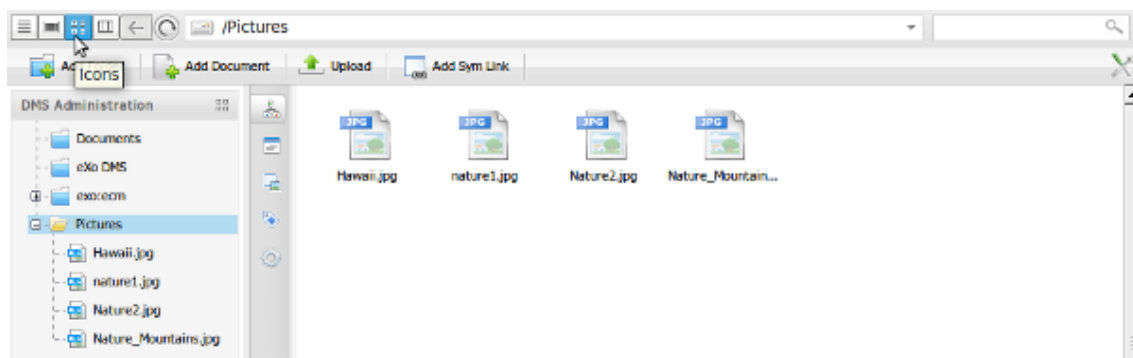 /Pictures
Icons
Add Document
Upload
Add Sym Link
DMS Administration
Documents
eXo DMS
exo:ecm
Pictures
Hawaii.jpg
nature1.jpg
Nature2.jpg
Nature_Mountains.jpg
JPG
JPG
JPG
JPG
Hawaii.jpg
nature1.jpg
Nature2.jpg
Nature_Mountain...